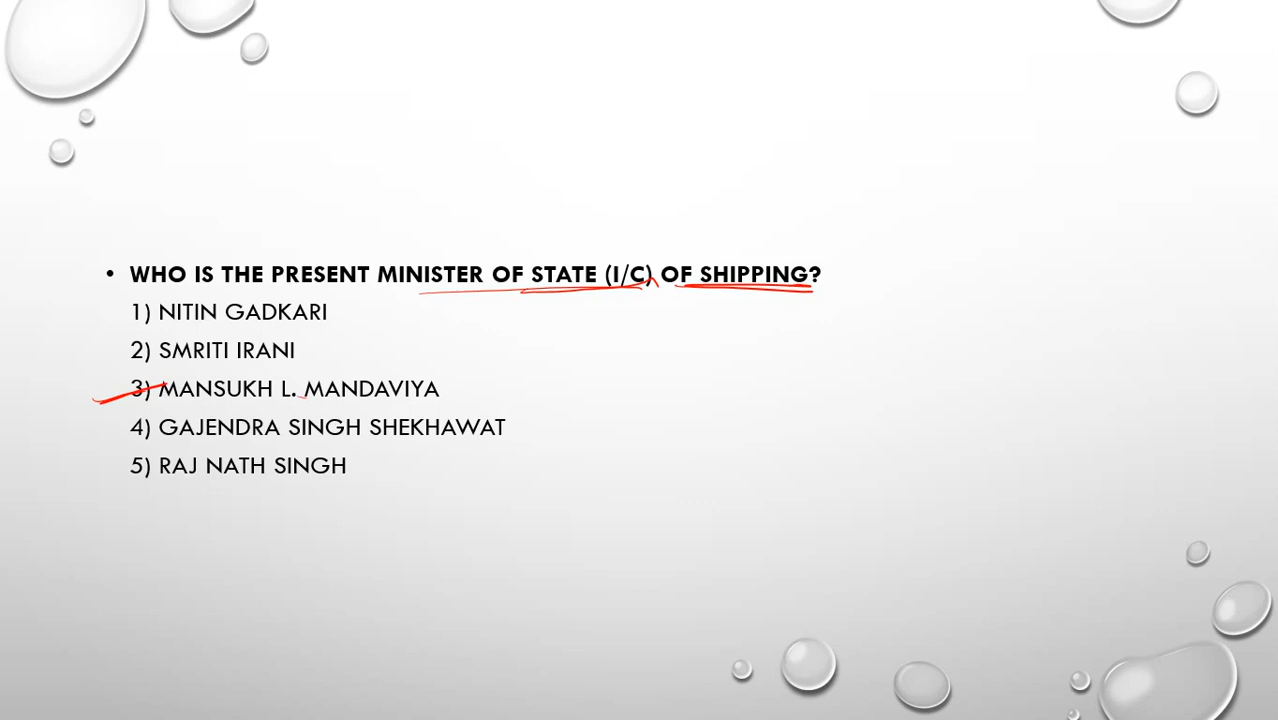 • WHO IS THE PRESENT MINISTER OF STATE (I/C) OF SHIPPING?
1) NITIN GADKARI
2) SMRITI IRANI
3) MANSUKH L. MANDAVIYA
4) GAJENDRA SINGH SHEKHAWAT
5) RAJ NATH SINGH